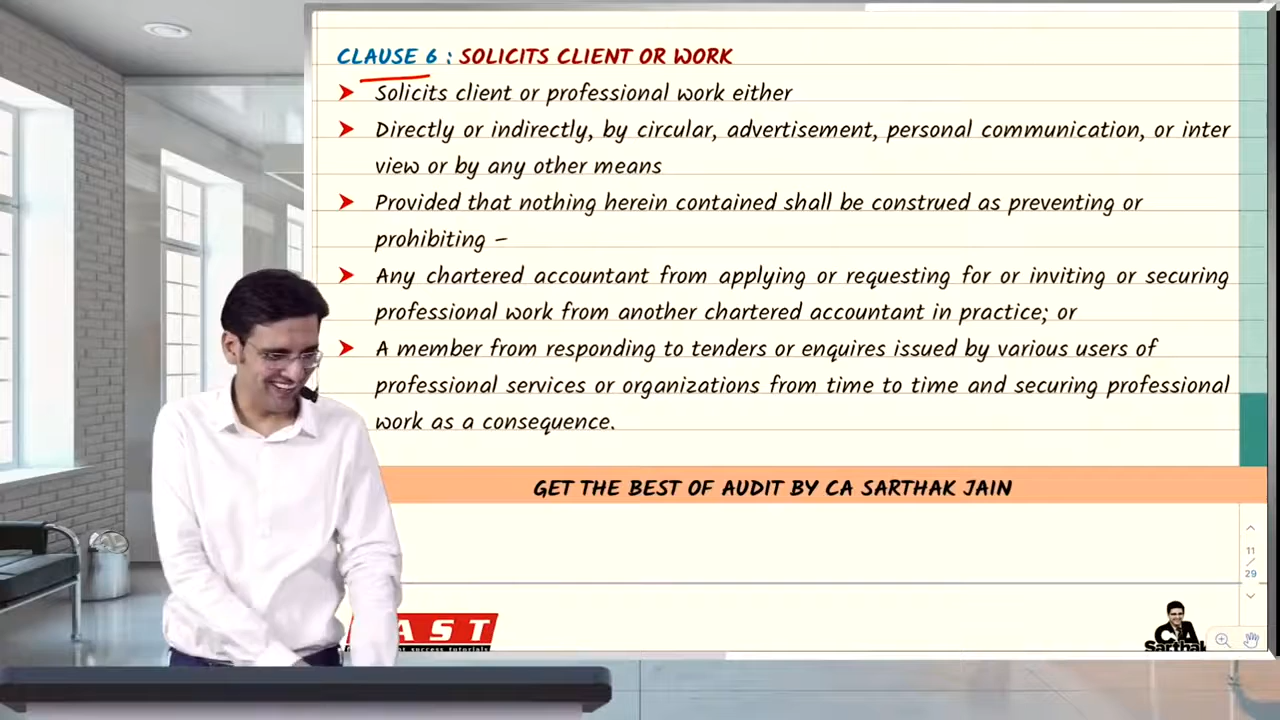 CLAUSE 6 : SOLICITS CLIENT OR WORK
➤ Solicits client or professional work either
➤ Directly or indirectly, by circular, advertisement, personal communication, or inter
view or by any other means
➤ Provided that nothing herein contained shall be construed as preventing or
prohibiting –
➤ Any chartered accountant from applying or requesting for or inviting or securing
professional work from another chartered accountant in practice; or
➤ A member from responding to tenders or enquires issued by various users of
professional services or organizations from time to time and securing professional
work as a consequence.
GET THE BEST OF AUDIT BY CA SARTHAK JAIN
11
/
29
AST
success tutorials
CA
Sarthak